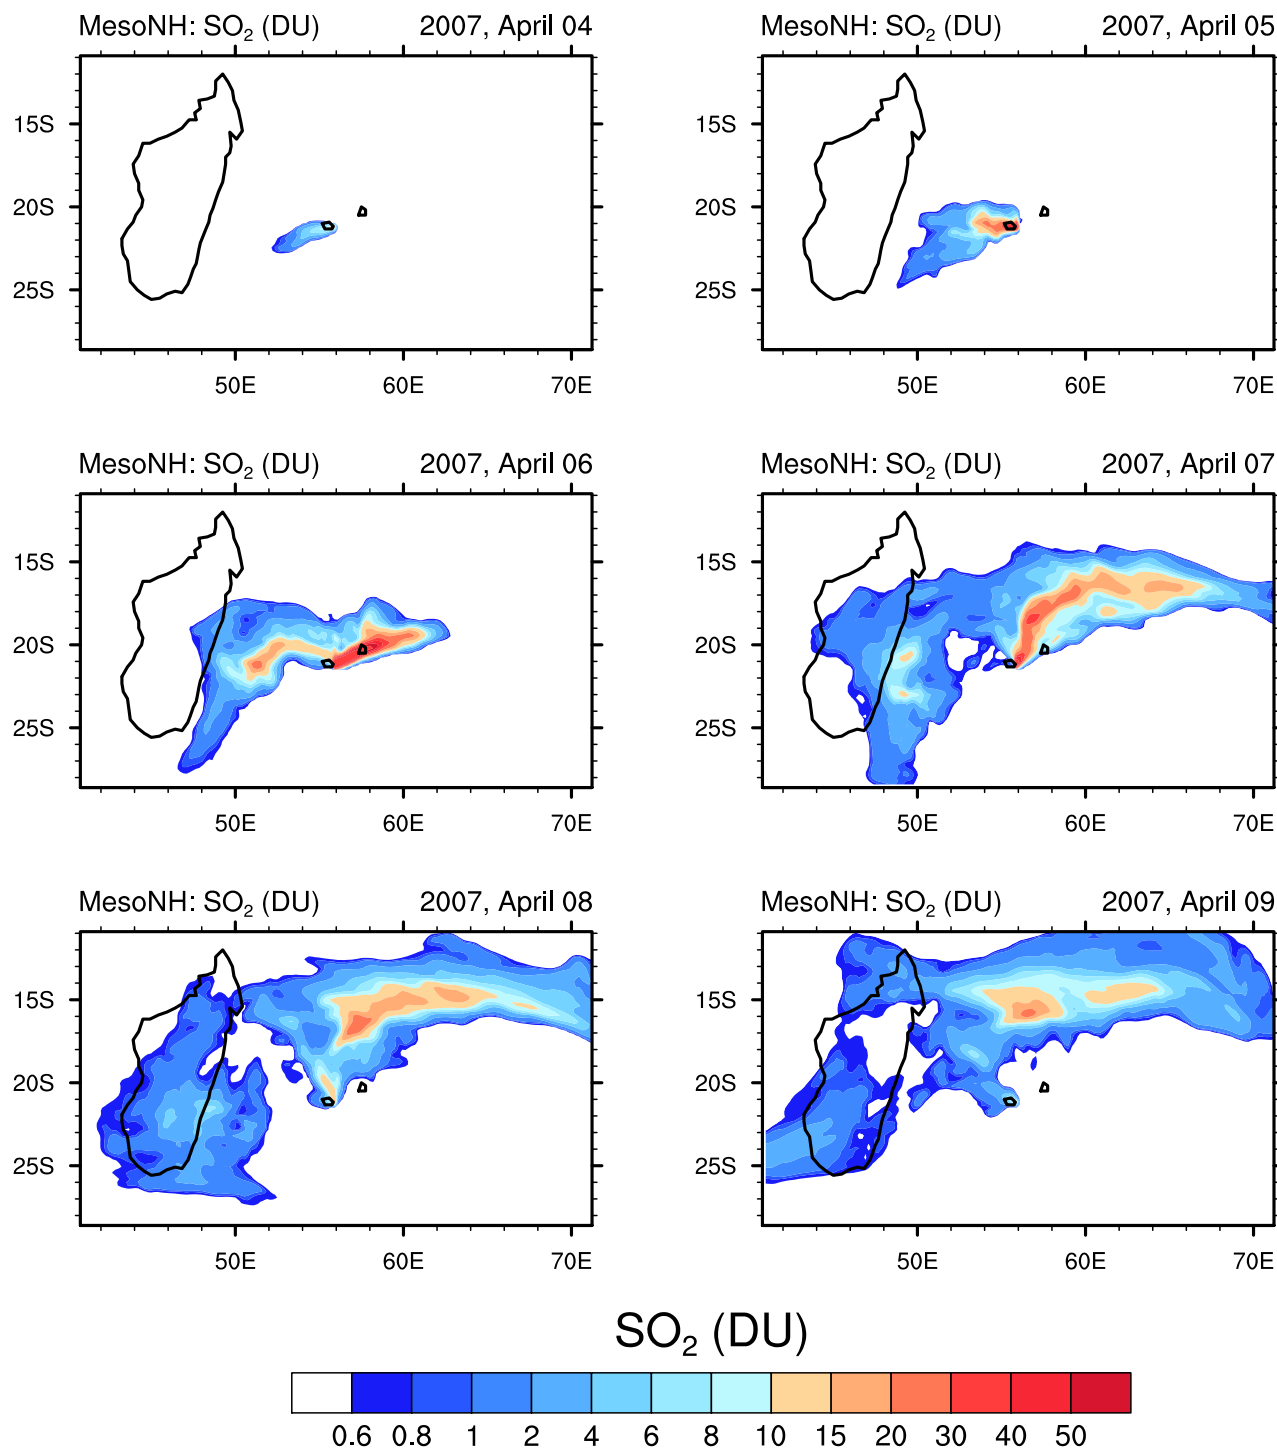 MesoNH: SO₂ (DU) 2007, April 04
MesoNH: SO₂ (DU) 2007, April 05
15S
20S
25S
50E 60E 70E
15S
20S
25S
50E 60E 70E
MesoNH: SO₂ (DU) 2007, April 06
MesoNH: SO₂ (DU) 2007, April 07
15S
20S
25S
50E 60E 70E
15S
20S
25S
50E 60E 70E
MesoNH: SO₂ (DU) 2007, April 08
MesoNH: SO₂ (DU) 2007, April 09
15S
20S
25S
50E 60E 70E
15S
20S
25S
50E 60E 70E
SO₂ (DU)
0.6 0.8 1 2 4 6 8 10 15 20 30 40 50